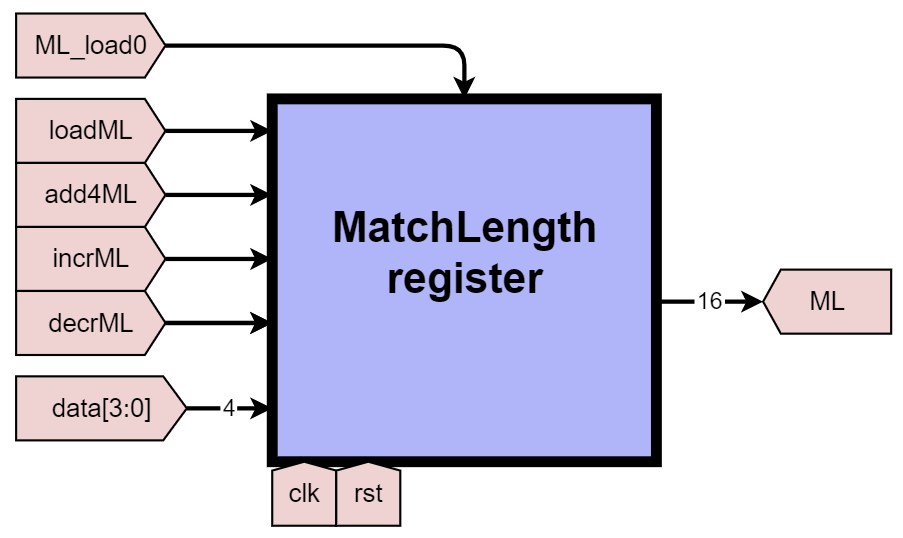 ML_load0
loadML
add4ML
incrML
decrML
data[3:0]
4
MatchLength
register
16
ML
clk
rst